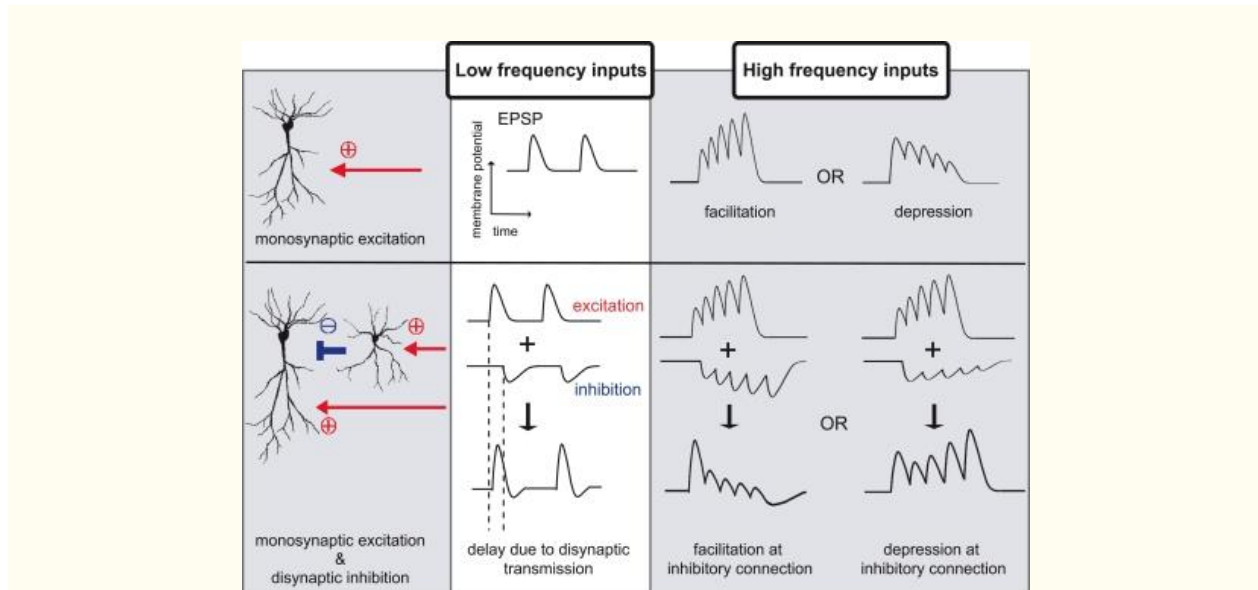 Low frequency inputs
High frequency inputs
EPSP
membrane potential
time
monosynaptic excitation
facilitation
OR
depression
excitation
+
inhibition
+
+
OR
monosynaptic excitation
&
disynaptic inhibition
delay due to disynaptic
transmission
facilitation at
inhibitory connection
depression at
inhibitory connection